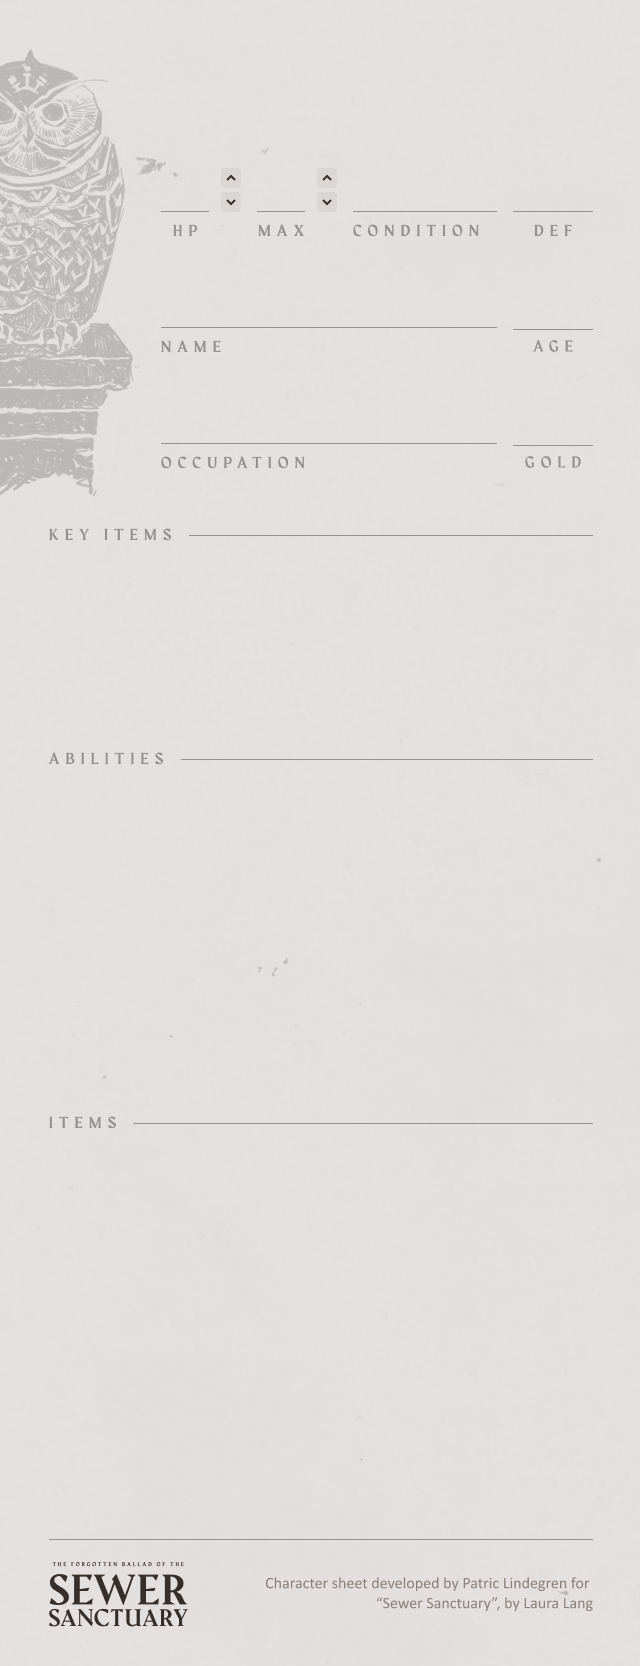 HP MAX CONDITION DEF
NAME AGE
OCCUPATION GOLD
KEY ITEMS
ABILITIES
ITEMS
THE FORGOTTEN BALLAD OF THE
SEWER
SANCTUARY
Character sheet developed by Patric Lindegren for
“Sewer Sanctuary”, by Laura Lang